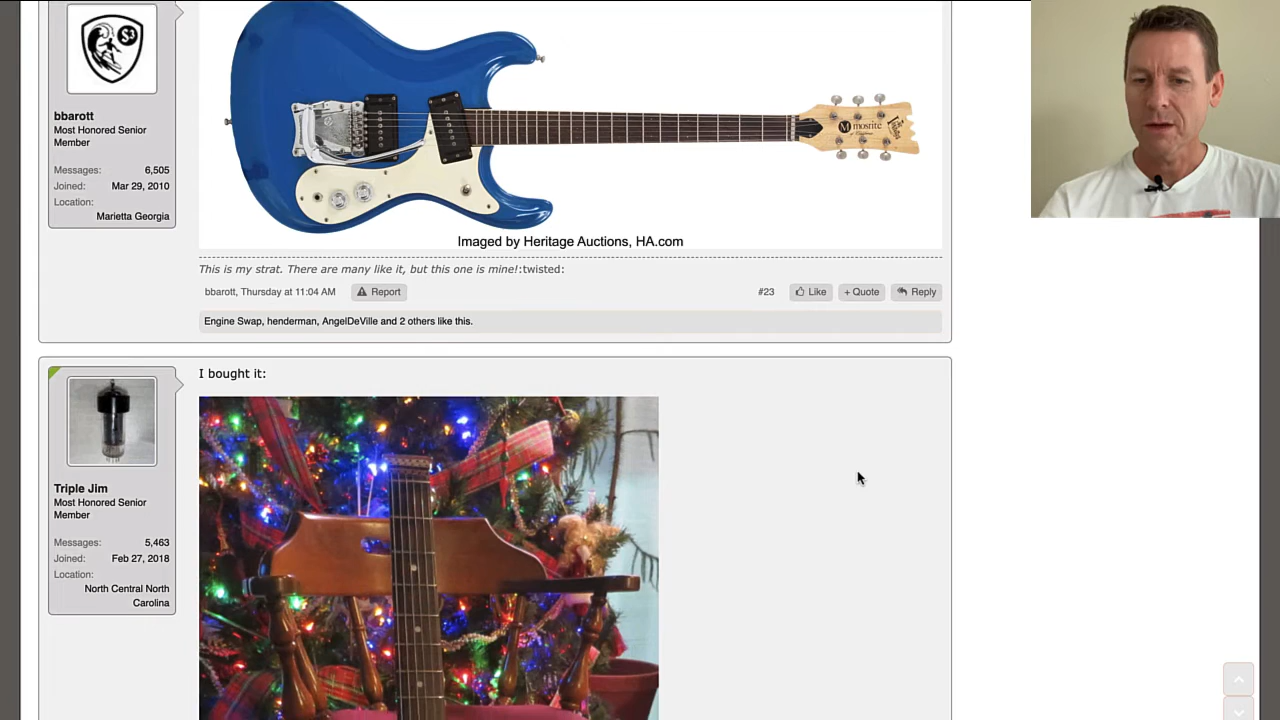 S3
bbarott
Most Honored Senior
Member
Messages: 6,505
Joined: Mar 29, 2010
Location:
Marietta Georgia
M mosrite
Imaged by Heritage Auctions, HA.com
This is my strat. There are many like it, but this one is mine!:twisted:
bbarott, Thursday at 11:04 AM Report #23 Like + Quote Reply
Engine Swap, henderman, AngelDeVille and 2 others like this.
I bought it:
Triple Jim
Most Honored Senior
Member
Messages: 5,463
Joined: Feb 27, 2018
Location:
North Central North
Carolina